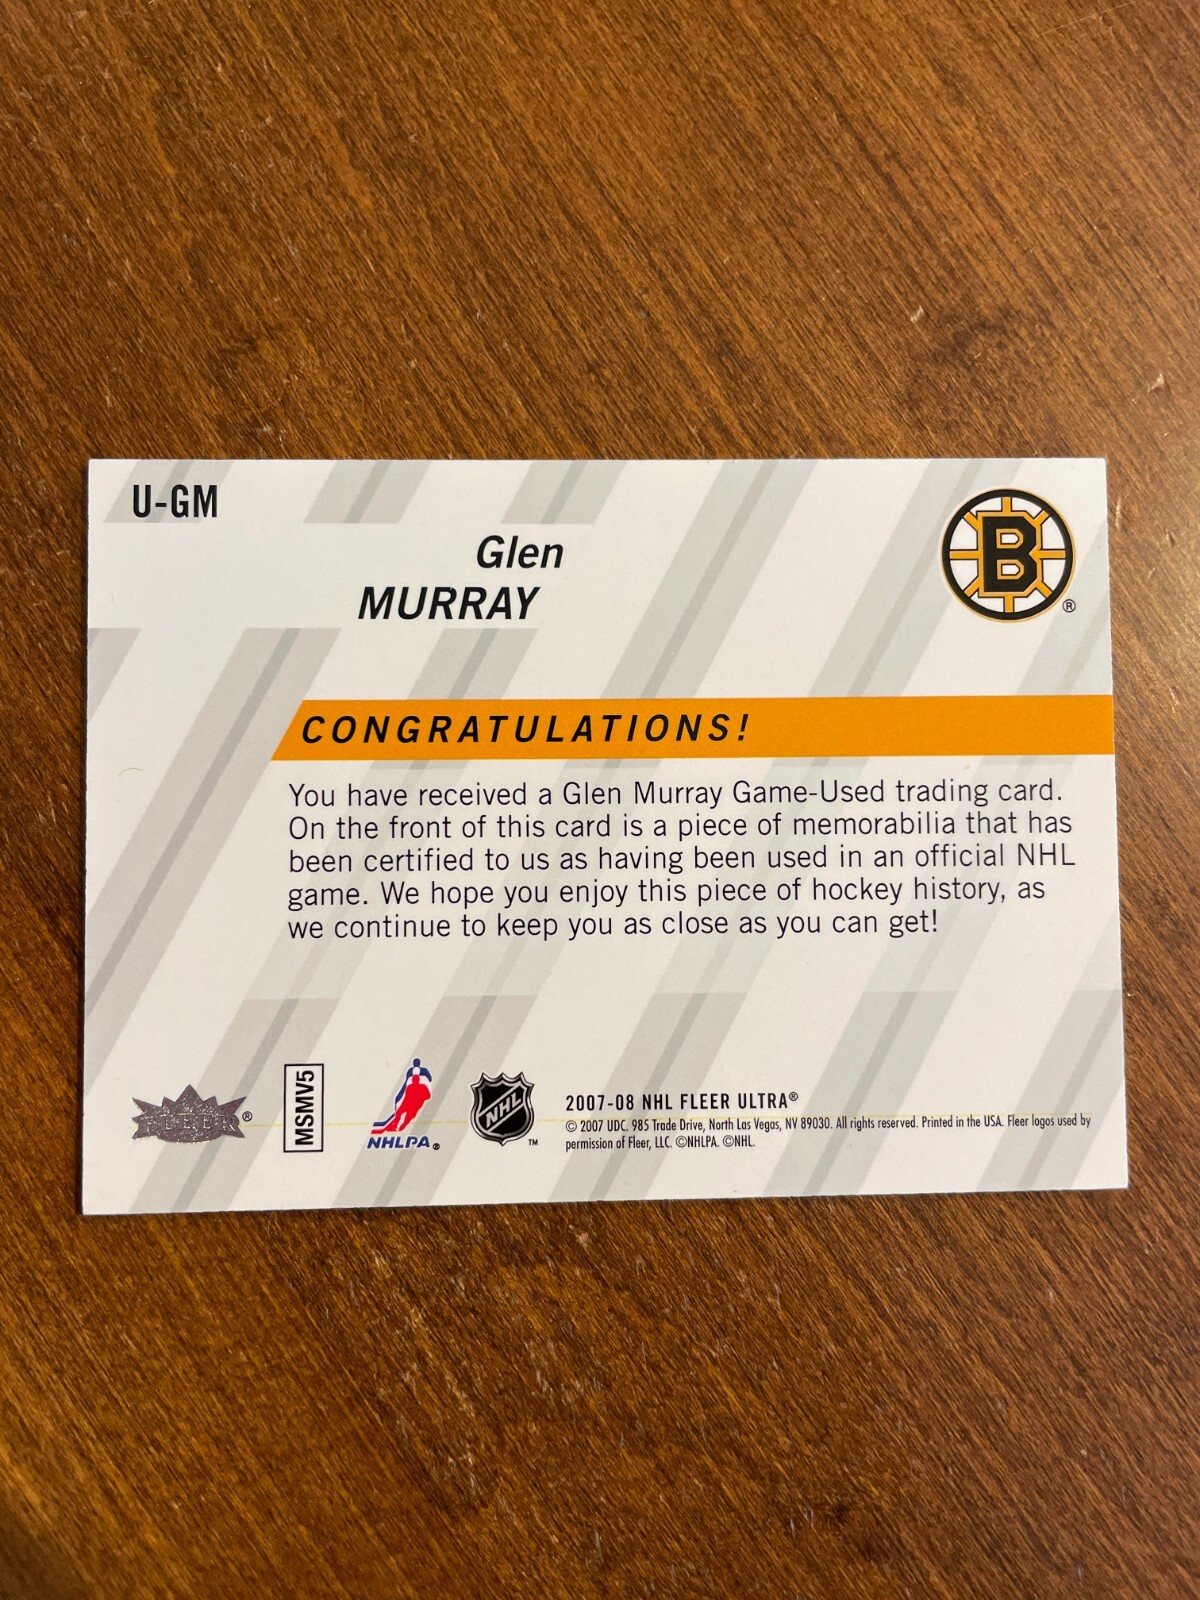 U-GM
Glen
MURRAY
B
®
CONGRATULATIONS!
You have received a Glen Murray Game-Used trading card.
On the front of this card is a piece of memorabilia that has
been certified to us as having been used in an official NHL
game. We hope you enjoy this piece of hockey history, as
we continue to keep you as close as you can get!
FLEER®
MSMV5
NHLPA®
NHL™
2007-08 NHL FLEER ULTRA®
© 2007 UDC. 985 Trade Drive, North Las Vegas, NV 89030. All rights reserved. Printed in the USA. Fleer logos used by
permission of Fleer, LLC. ©NHLPA. ©NHL.